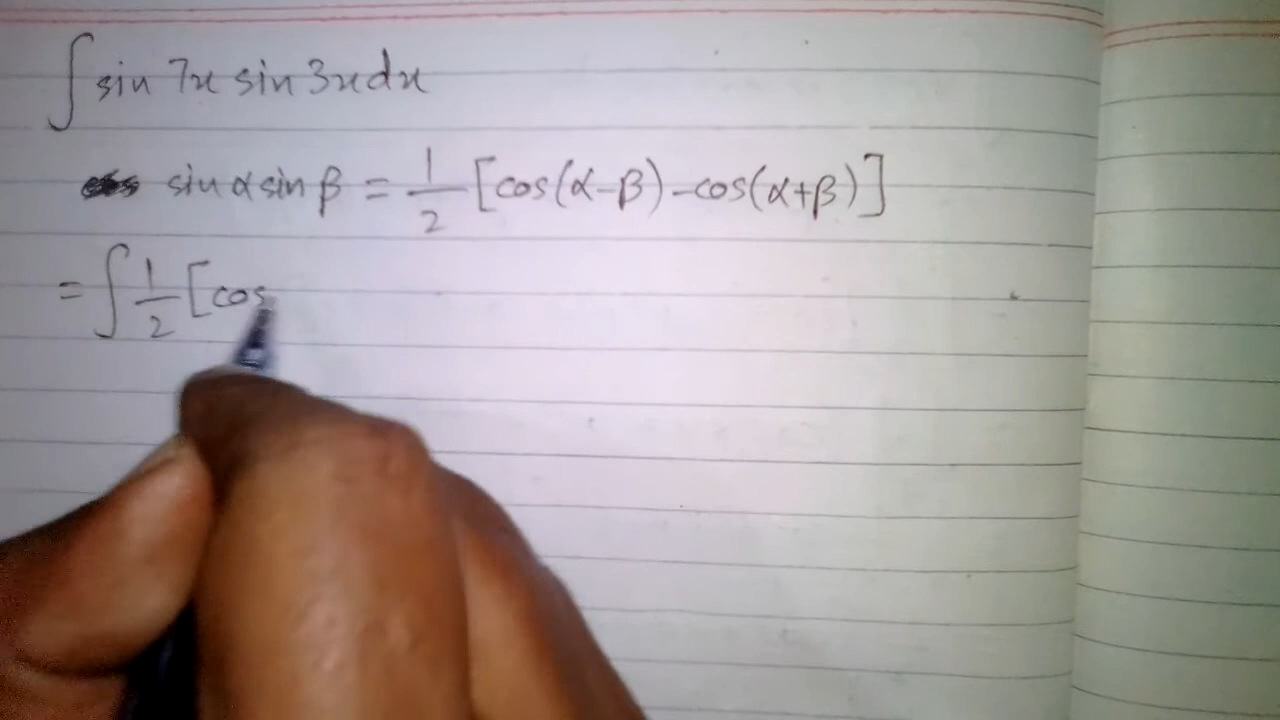 ∫ sin 7x sin 3x dx
sin α sin β = 1/2 [cos(α-β) - cos(α+β)]
= ∫ 1/2 [cos